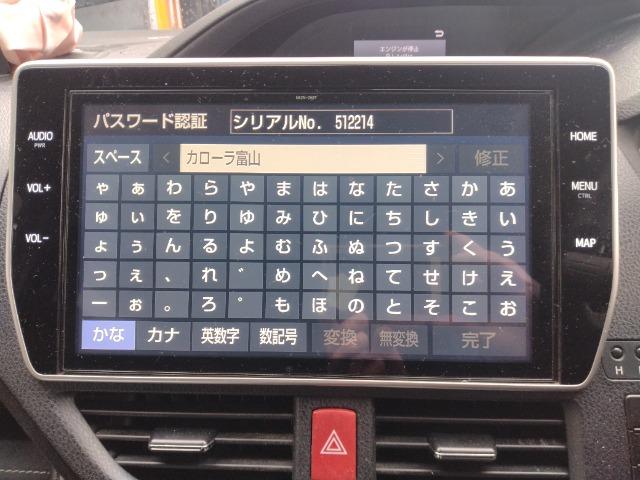 エンジンが停止
AUDIO
PWR
VOL+
VOL-
HOME
MENU
CTRL
MAP
パスワード認証 シリアルNo. 512214
スペース < カローラ富山 > 修正
ゃ ぁ わ ら や ま は な た さ か あ
ゅ ぃ を り ゆ み ひ に ち し き い
ょ ぅ ん る よ む ふ ぬ つ す く う
っ ぇ 、 れ ゛ め へ ね て せ け え
ー ぉ 。 ろ ゜ も ほ の と そ こ お
かな カナ 英数字 数記号 変換 無変換 完了
H